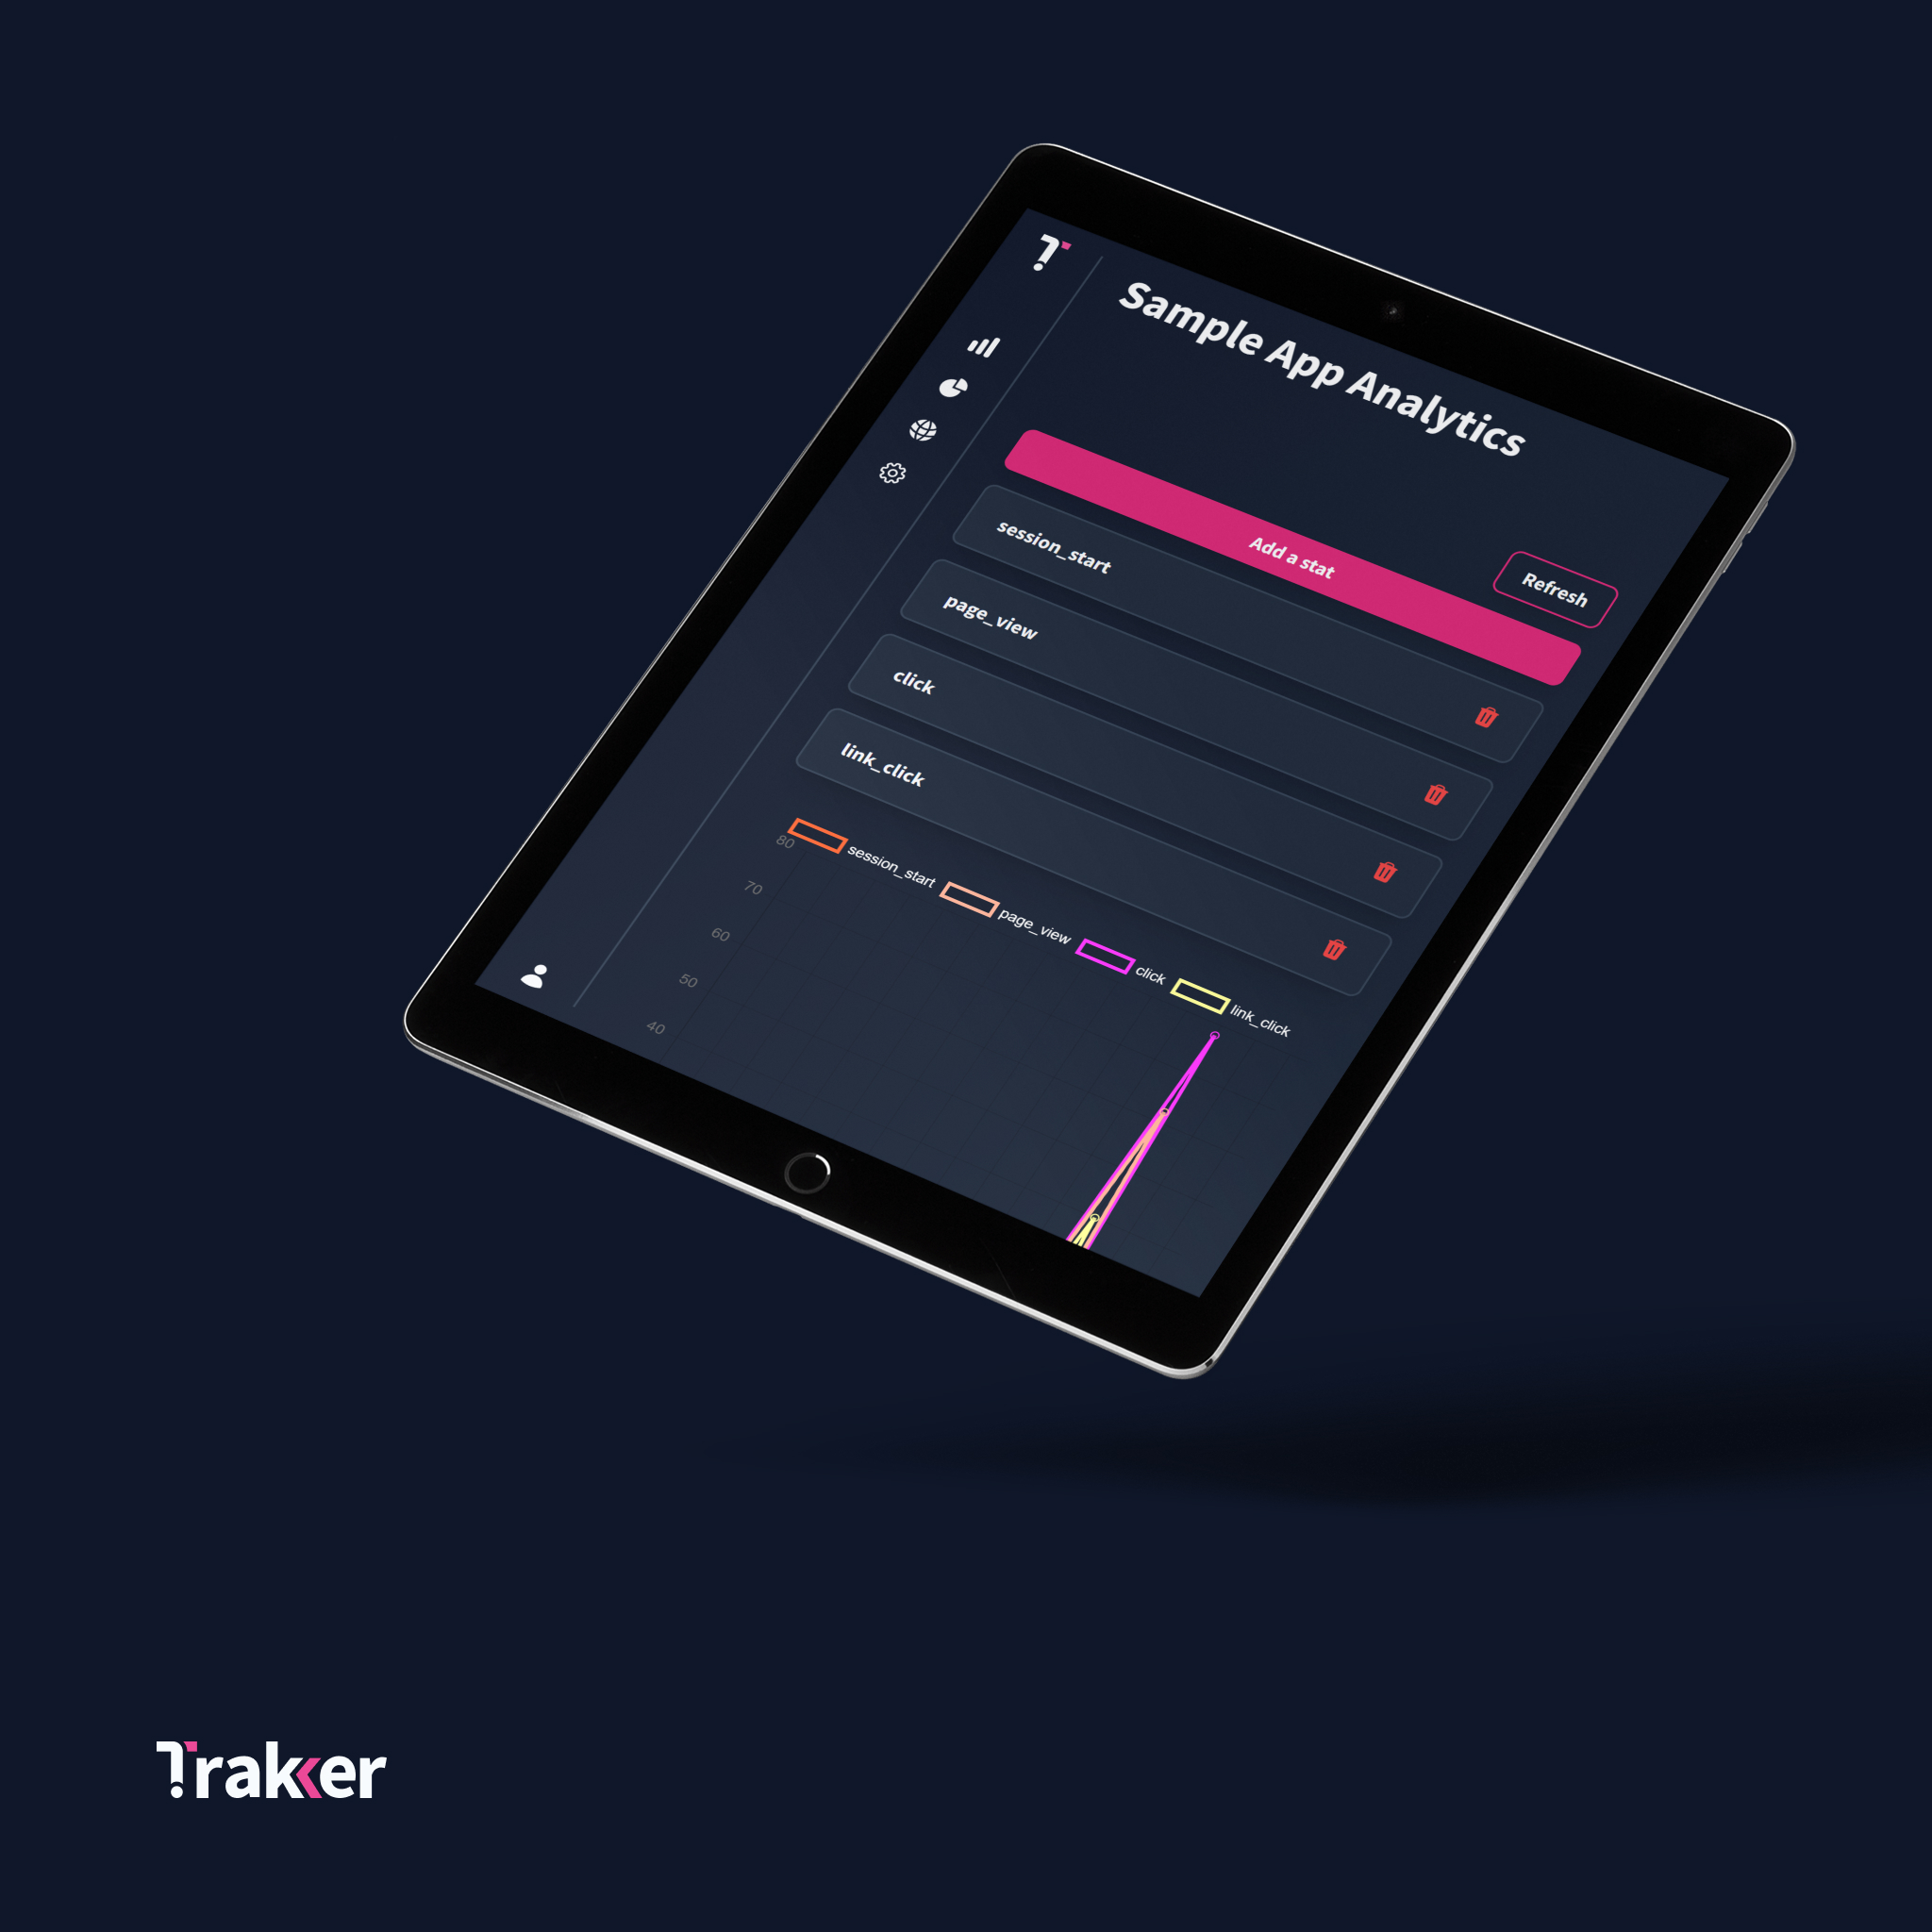 Sample App Analytics
Refresh
Add a stat
session_start
page_view
click
link_click
session_start page_view click link_click
80
70
60
50
40
Trakker